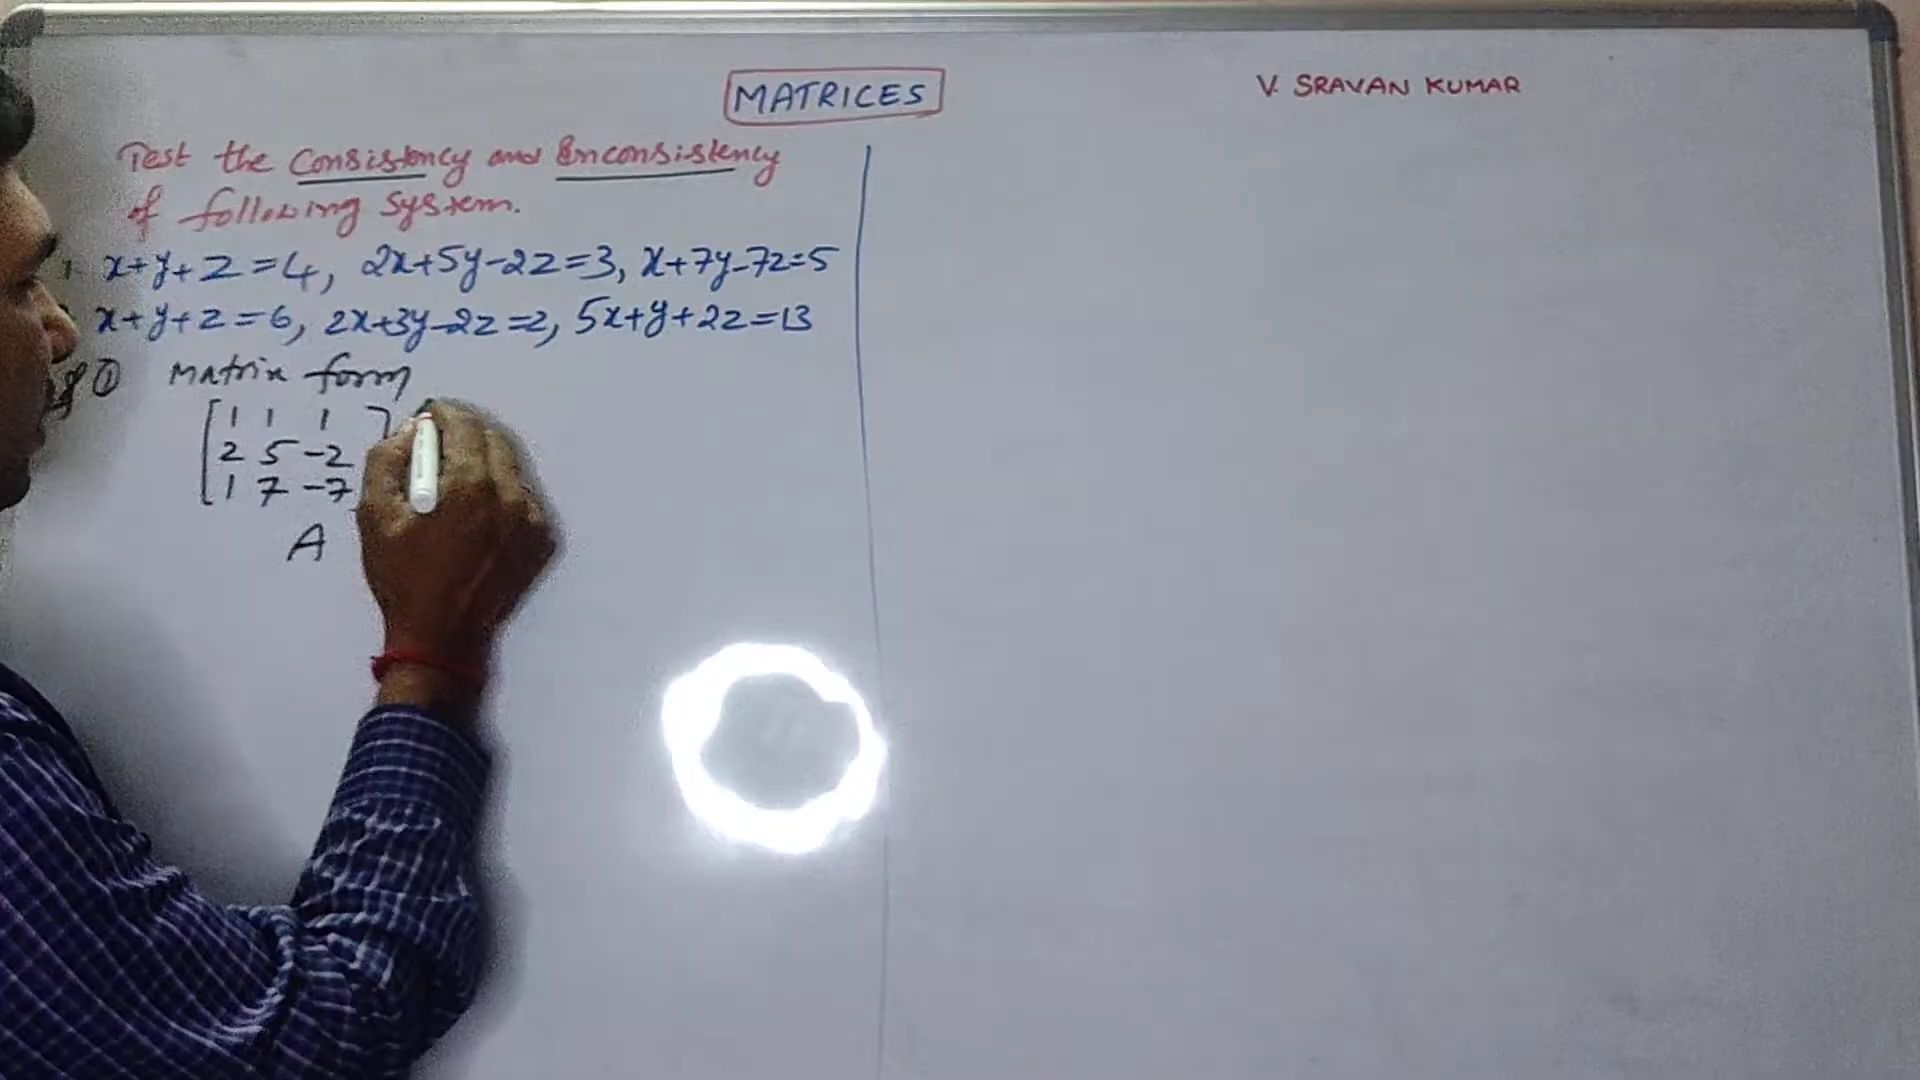 MATRICES
V. SRAVAN KUMAR
Test the Consistency and Inconsistency
of following System.
1 x+y+z=4, 2x+5y-2z=3, x+7y-7z=5
x+y+z=6, 2x+3y-2z=2, 5x+y+2z=13
① Matrix form
[1 1 1]
2 5 -2
1 7 -7
A